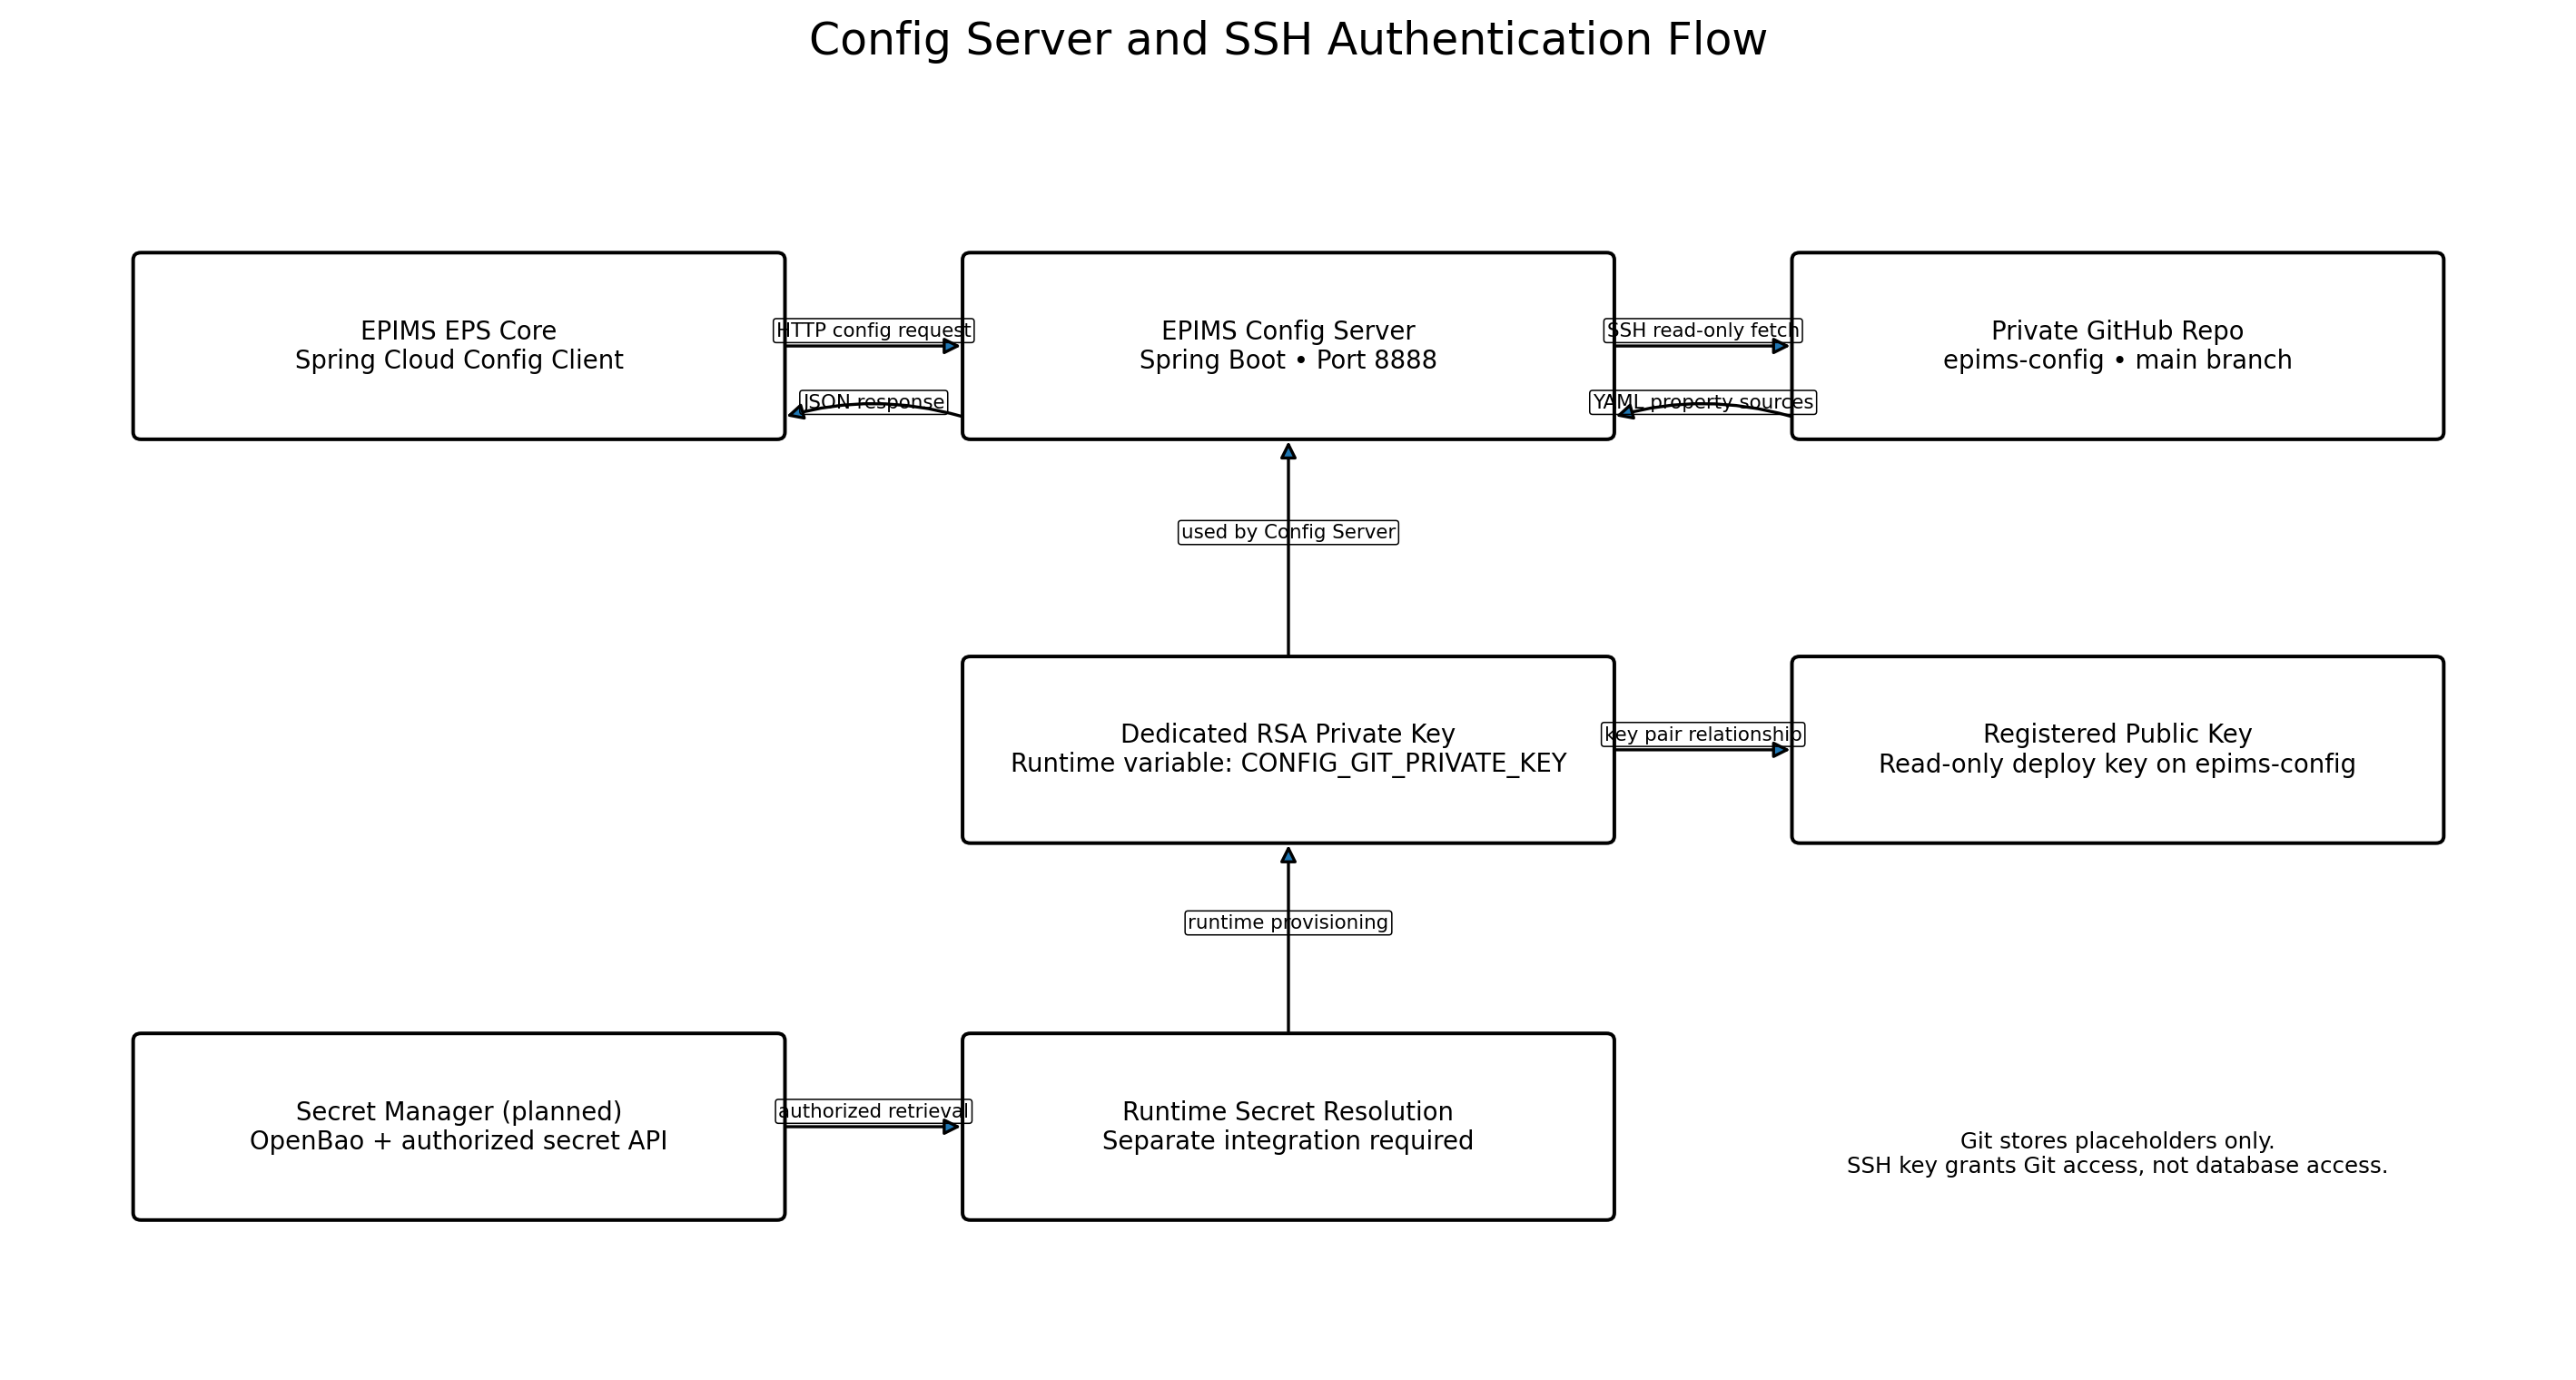 Config Server and SSH Authentication Flow
EPIMS EPS Core
Spring Cloud Config Client
HTTP config request
JSON response
EPIMS Config Server
Spring Boot • Port 8888
SSH read-only fetch
YAML property sources
Private GitHub Repo
epims-config • main branch
used by Config Server
Dedicated RSA Private Key
Runtime variable: CONFIG_GIT_PRIVATE_KEY
key pair relationship
Registered Public Key
Read-only deploy key on epims-config
runtime provisioning
Secret Manager (planned)
OpenBao + authorized secret API
authorized retrieval
Runtime Secret Resolution
Separate integration required
Git stores placeholders only.
SSH key grants Git access, not database access.